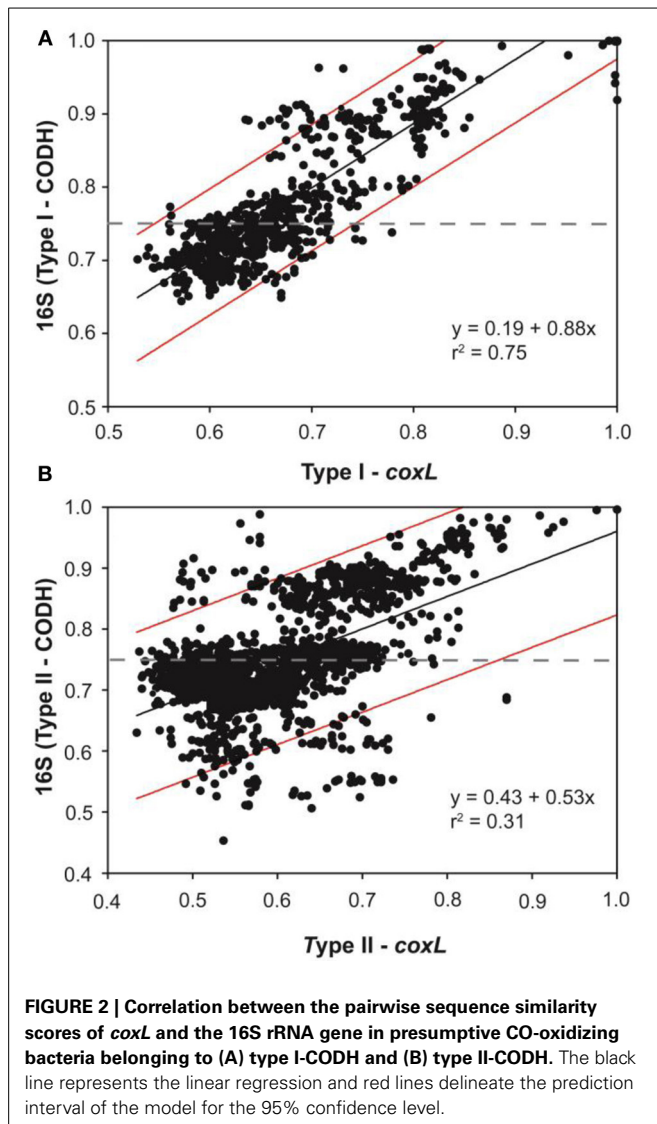 A
1.0
0.9
0.8
0.7
0.6
0.5
16S (Type I - CODH)
y = 0.19 + 0.88x
r² = 0.75
0.5 0.6 0.7 0.8 0.9 1.0
Type I - coxL
B
1.0
0.9
0.8
0.7
0.6
0.5
0.4
16S (Type II - CODH)
y = 0.43 + 0.53x
r² = 0.31
0.4 0.5 0.6 0.7 0.8 0.9 1.0
Type II - coxL
FIGURE 2 | Correlation between the pairwise sequence similarity
scores of coxL and the 16S rRNA gene in presumptive CO-oxidizing
bacteria belonging to (A) type I-CODH and (B) type II-CODH. The black
line represents the linear regression and red lines delineate the prediction
interval of the model for the 95% confidence level.